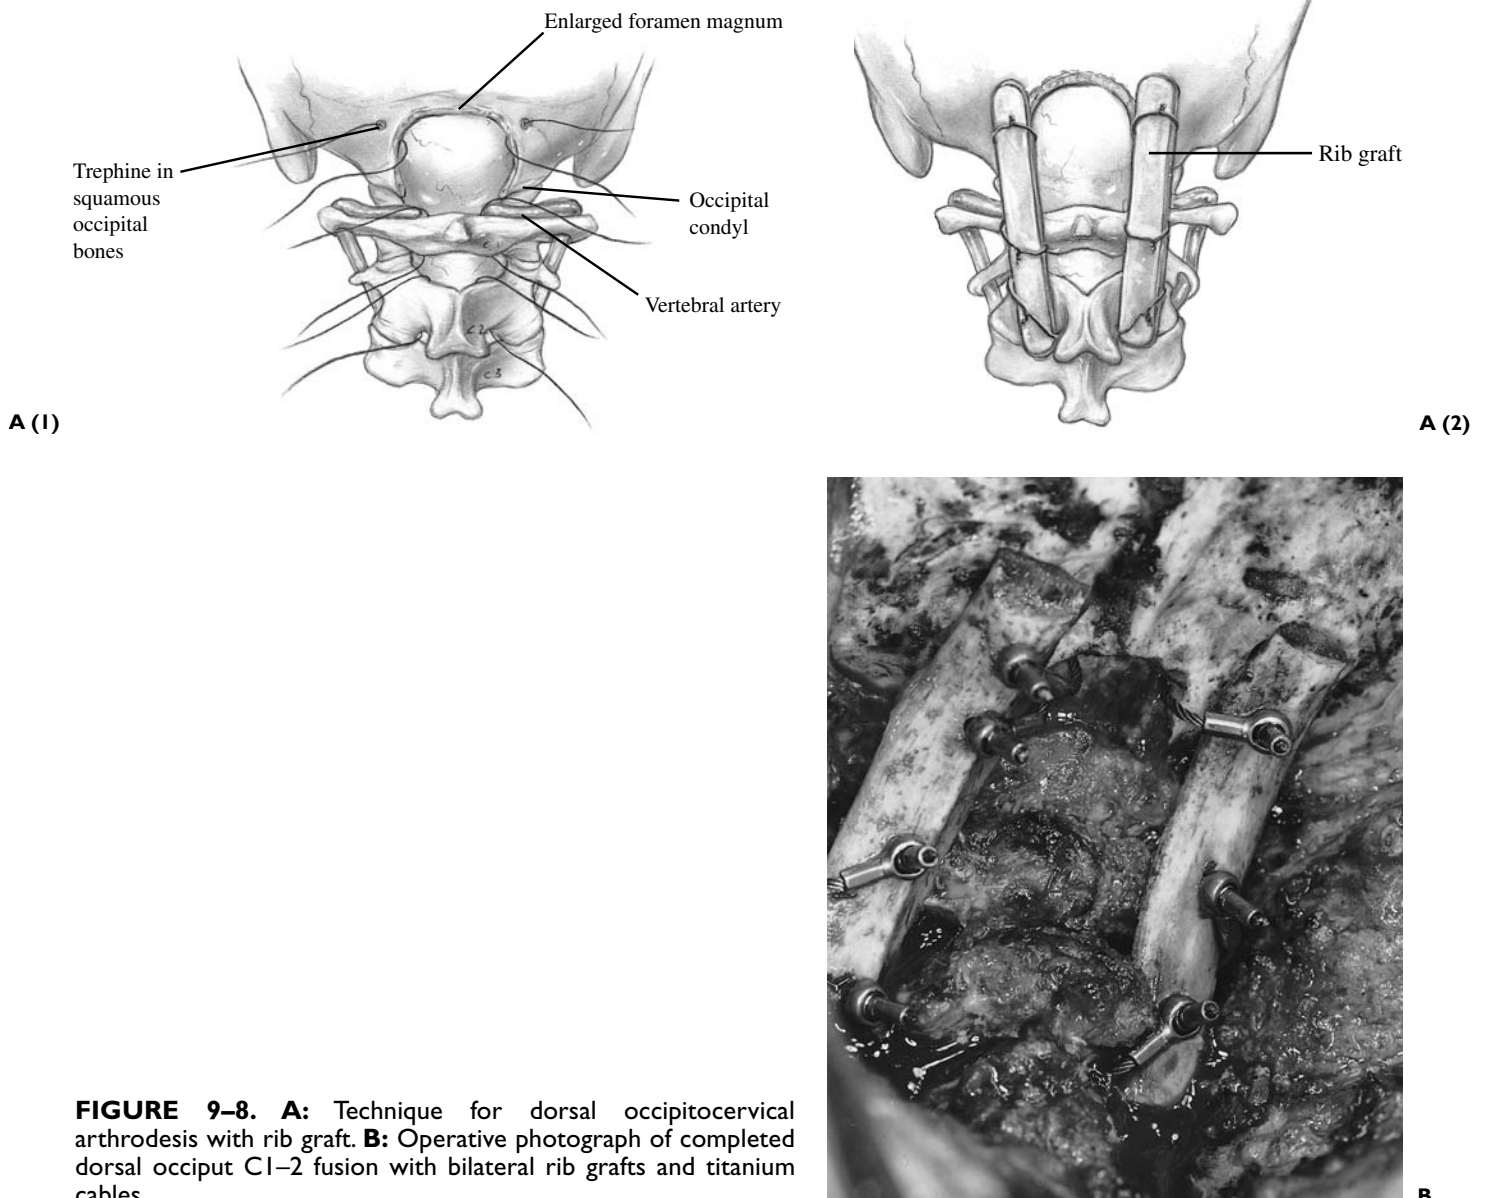 Enlarged foramen magnum
Trephine in
squamous
occipital
bones
Occipital
condyl
Vertebral artery
C1
C2
C3
A (1)
Rib graft
A (2)
B
FIGURE 9–8. A: Technique for dorsal occipitocervical
arthrodesis with rib graft. B: Operative photograph of completed
dorsal occiput C1–2 fusion with bilateral rib grafts and titanium
cables.